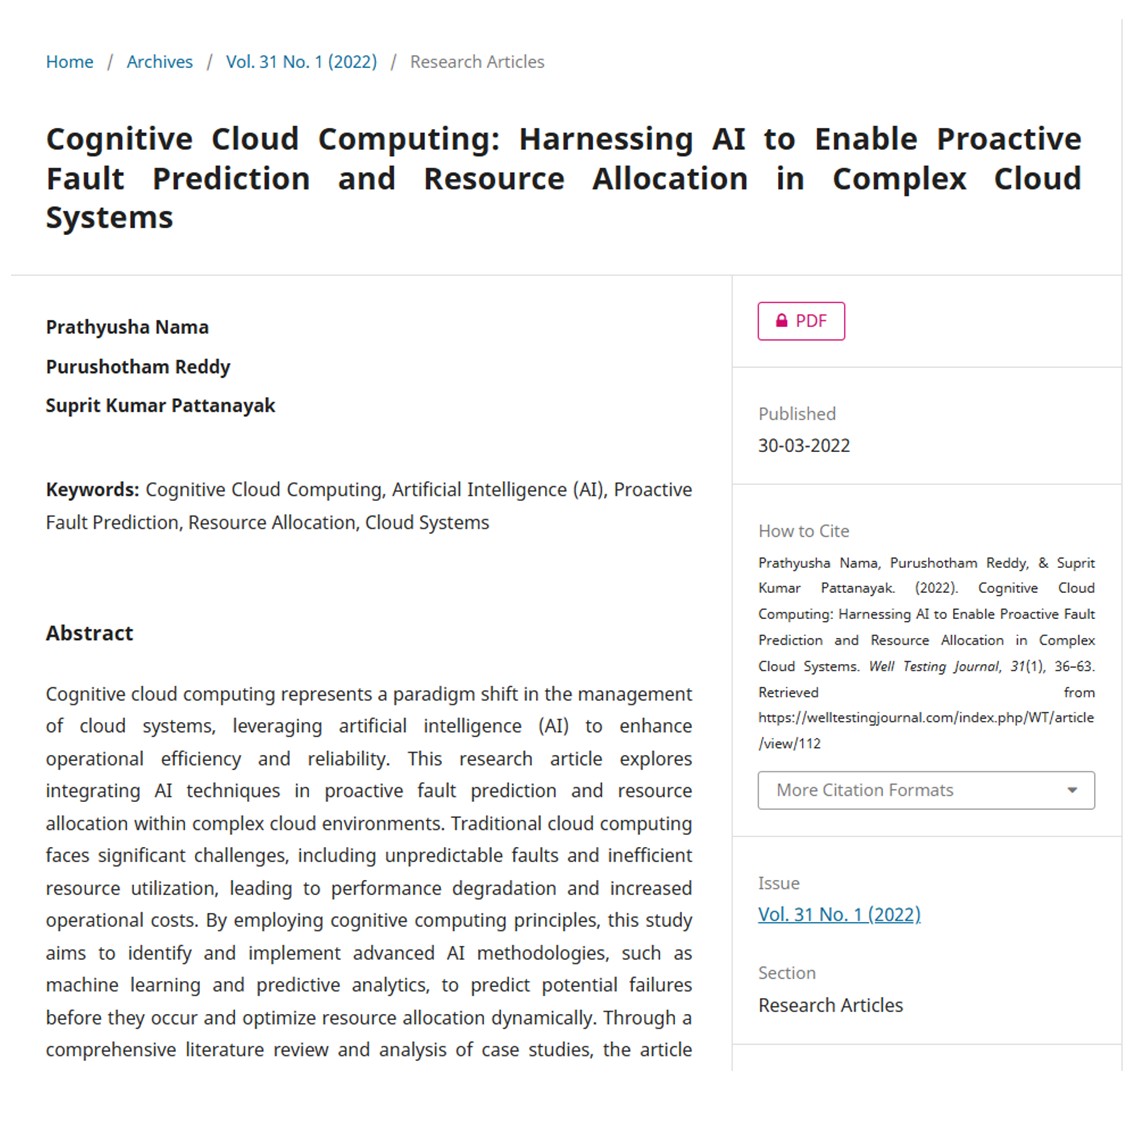 Home / Archives / Vol. 31 No. 1 (2022) / Research Articles
Cognitive Cloud Computing: Harnessing AI to Enable Proactive
Fault Prediction and Resource Allocation in Complex Cloud
Systems
Prathyusha Nama
Purushotham Reddy
Suprit Kumar Pattanayak
Keywords: Cognitive Cloud Computing, Artificial Intelligence (AI), Proactive
Fault Prediction, Resource Allocation, Cloud Systems
Abstract
Cognitive cloud computing represents a paradigm shift in the management
of cloud systems, leveraging artificial intelligence (AI) to enhance
operational efficiency and reliability. This research article explores
integrating AI techniques in proactive fault prediction and resource
allocation within complex cloud environments. Traditional cloud computing
faces significant challenges, including unpredictable faults and inefficient
resource utilization, leading to performance degradation and increased
operational costs. By employing cognitive computing principles, this study
aims to identify and implement advanced AI methodologies, such as
machine learning and predictive analytics, to predict potential failures
before they occur and optimize resource allocation dynamically. Through a
comprehensive literature review and analysis of case studies, the article
PDF
Published
30-03-2022
How to Cite
Prathyusha Nama, Purushotham Reddy, & Suprit
Kumar Pattanayak. (2022). Cognitive Cloud
Computing: Harnessing AI to Enable Proactive Fault
Prediction and Resource Allocation in Complex
Cloud Systems. Well Testing Journal, 31(1), 36–63.
Retrieved from
https://welltestingjournal.com/index.php/WT/article
/view/112
More Citation Formats
Issue
Vol. 31 No. 1 (2022)
Section
Research Articles